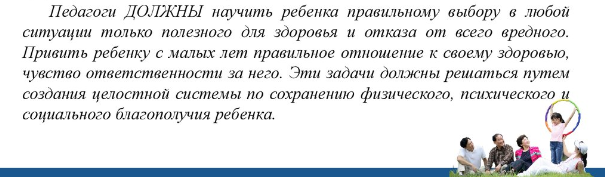 Педагоги ДОЛЖНЫ научить ребенка правильному выбору в любой
ситуации только полезного для здоровья и отказа от всего вредного.
Привить ребенку с малых лет правильное отношение к своему здоровью,
чувство ответственности за него. Эти задачи должны решаться путем
создания целостной системы по сохранению физического, психического и
социального благополучия ребенка.